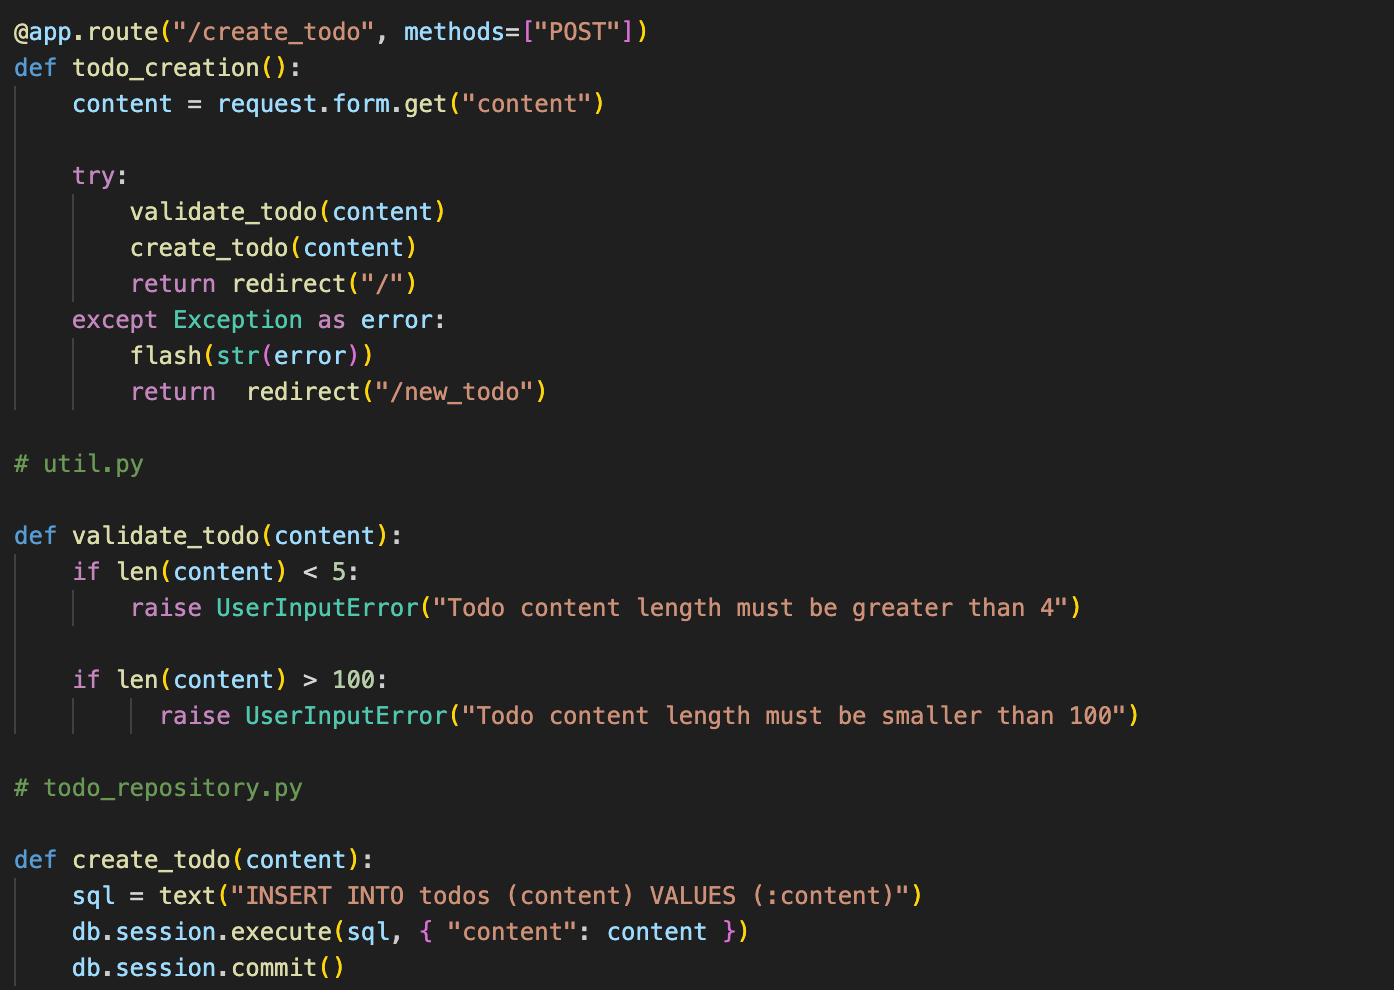 @app.route("/create_todo", methods=["POST"])
def todo_creation():
    content = request.form.get("content")

    try:
        validate_todo(content)
        create_todo(content)
        return redirect("/")
    except Exception as error:
        flash(str(error))
        return  redirect("/new_todo")

# util.py

def validate_todo(content):
    if len(content) < 5:
        raise UserInputError("Todo content length must be greater than 4")

    if len(content) > 100:
          raise UserInputError("Todo content length must be smaller than 100")

# todo_repository.py

def create_todo(content):
    sql = text("INSERT INTO todos (content) VALUES (:content)")
    db.session.execute(sql, { "content": content })
    db.session.commit()